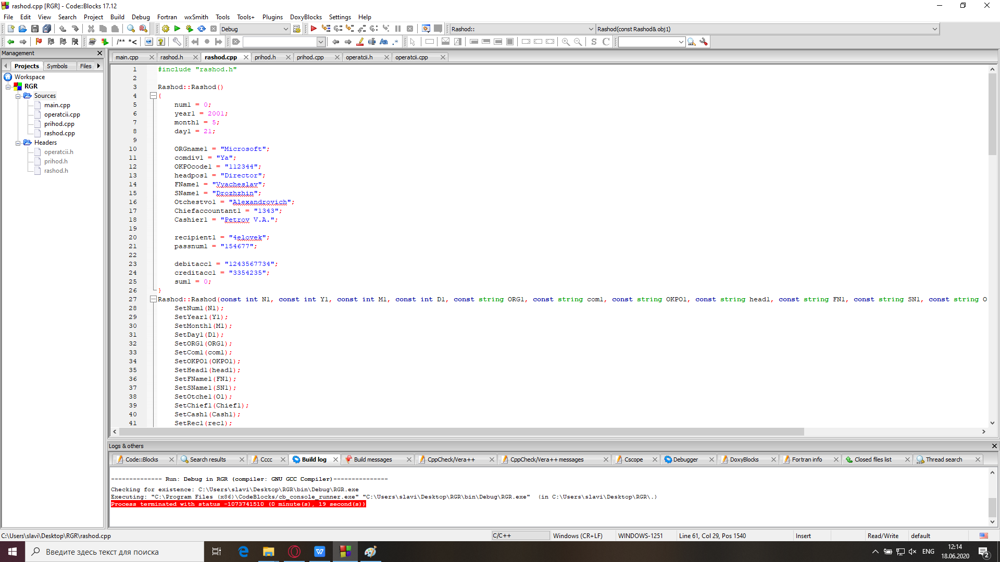 rashod.cpp [RGR] - Code::Blocks 17.12
File Edit View Search Project Build Debug Fortran wxSmith Tools Tools+ Plugins DoxyBlocks Settings Help
Debug Rashod:: Rashod(const Rashod& obj1)
/** *<
Aa .* S C
Management
main.cpp rashod.h rashod.cpp prihod.h prihod.cpp operatcii.h operatcii.cpp
Projects Symbols Files
Workspace
RGR
Sources
main.cpp
operatcii.cpp
prihod.cpp
rashod.cpp
Headers
operatcii.h
prihod.h
rashod.h
1 #include "rashod.h"
2
3 Rashod::Rashod()
4 {
5 num1 = 0;
6 year1 = 2001;
7 month1 = 5;
8 day1 = 21;
9
10 ORGname1 = "Microsoft";
11 comdiv1 = "Ya";
12 OKPOcode1 = "112344";
13 headpos1 = "Director";
14 FName1 = "Vyacheslav";
15 SName1 = "Drozhzhin";
16 Otchestvo1 = "Alexandrovich";
17 Chiefaccountant1 = "1343";
18 Cashier1 = "Petrov V.A.";
19
20 recipient1 = "4elovek";
21 passnum1 = "154677";
22
23 debitacc1 = "1243567734";
24 creditacc1 = "3354235";
25 sum1 = 0;
26 }
27 Rashod::Rashod(const int N1, const int Y1, const int M1, const int D1, const string ORG1, const string com1, const string OKPO1, const string head1, const string FN1, const string SN1, const string O
28 SetNum1(N1);
29 SetYear1(Y1);
30 SetMonth1(M1);
31 SetDay1(D1);
32 SetORG1(ORG1);
33 SetCom1(com1);
34 SetOKPO1(OKPO1);
35 SetHead1(head1);
36 SetFName1(FN1);
37 SetSName1(SN1);
38 SetOtche1(O1);
39 SetChief1(Chief1);
40 SetCash1(Cash1);
41 SetRec1(rec1);
Logs & others
Code::Blocks Search results Cccc Build log Build messages CppCheck/Vera++ CppCheck/Vera++ messages Cscope Debugger DoxyBlocks Fortran info Closed files list Thread search
-------------- Run: Debug in RGR (compiler: GNU GCC Compiler)---------------
Checking for existence: C:\Users\slavi\Desktop\RGR\bin\Debug\RGR.exe
Executing: "C:\Program Files (x86)\CodeBlocks/cb_console_runner.exe" "C:\Users\slavi\Desktop\RGR\bin\Debug\RGR.exe" (in C:\Users\slavi\Desktop\RGR\.)
Process terminated with status -1073741510 (0 minute(s), 19 second(s))
C:\Users\slavi\Desktop\RGR\rashod.cpp C/C++ Windows (CR+LF) WINDOWS-1251 Line 61, Col 29, Pos 1540 Insert Read/Write default
Введите здесь текст для поиска
ENG 12:14
18.06.2020 2